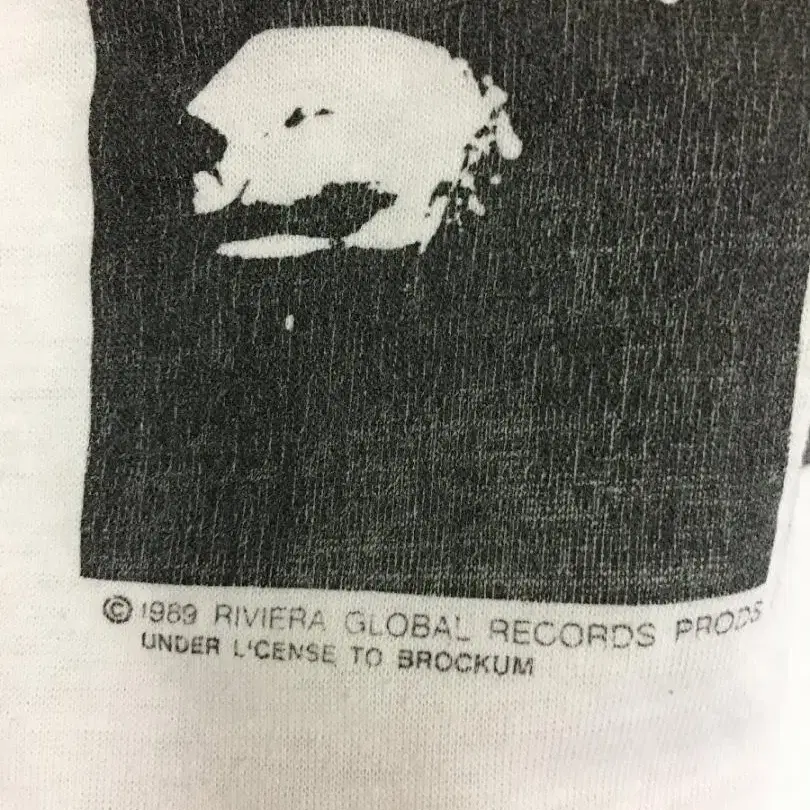 © 1989 RIVIERA GLOBAL RECORDS PRODS
UNDER LICENSE TO BROCKUM